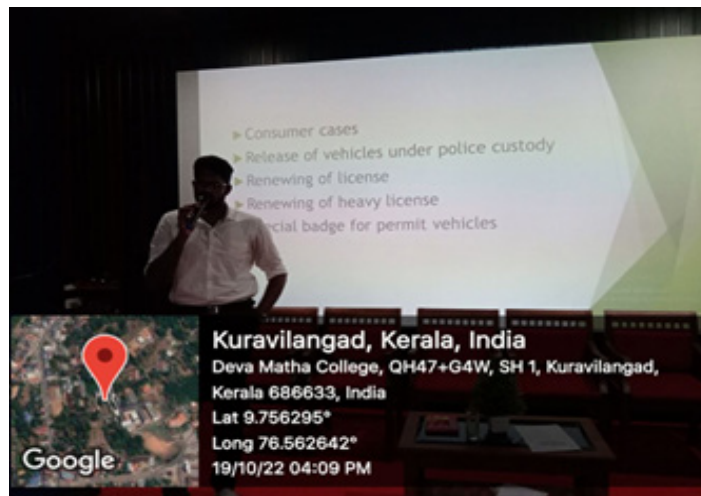 ▶ Consumer cases
▶ Release of vehicles under police custody
▶ Renewing of license
▶ Renewing of heavy license
badge for permit vehicles
Kuravilangad, Kerala, India
Deva Matha College, QH47+G4W, SH 1, Kuravilangad,
Kerala 686633, India
Lat 9.756295°
Long 76.562642°
19/10/22 04:09 PM
Google